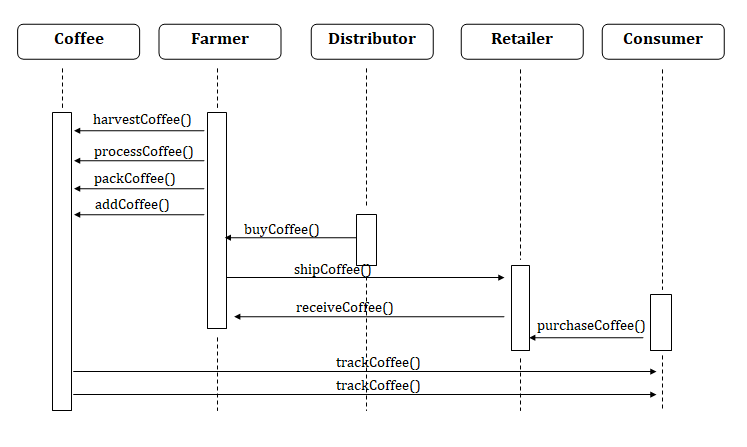 Coffee
Farmer
Distributor
Retailer
Consumer
harvestCoffee()
processCoffee()
packCoffee()
addCoffee()
buyCoffee()
shipCoffee()
receiveCoffee()
purchaseCoffee()
trackCoffee()
trackCoffee()